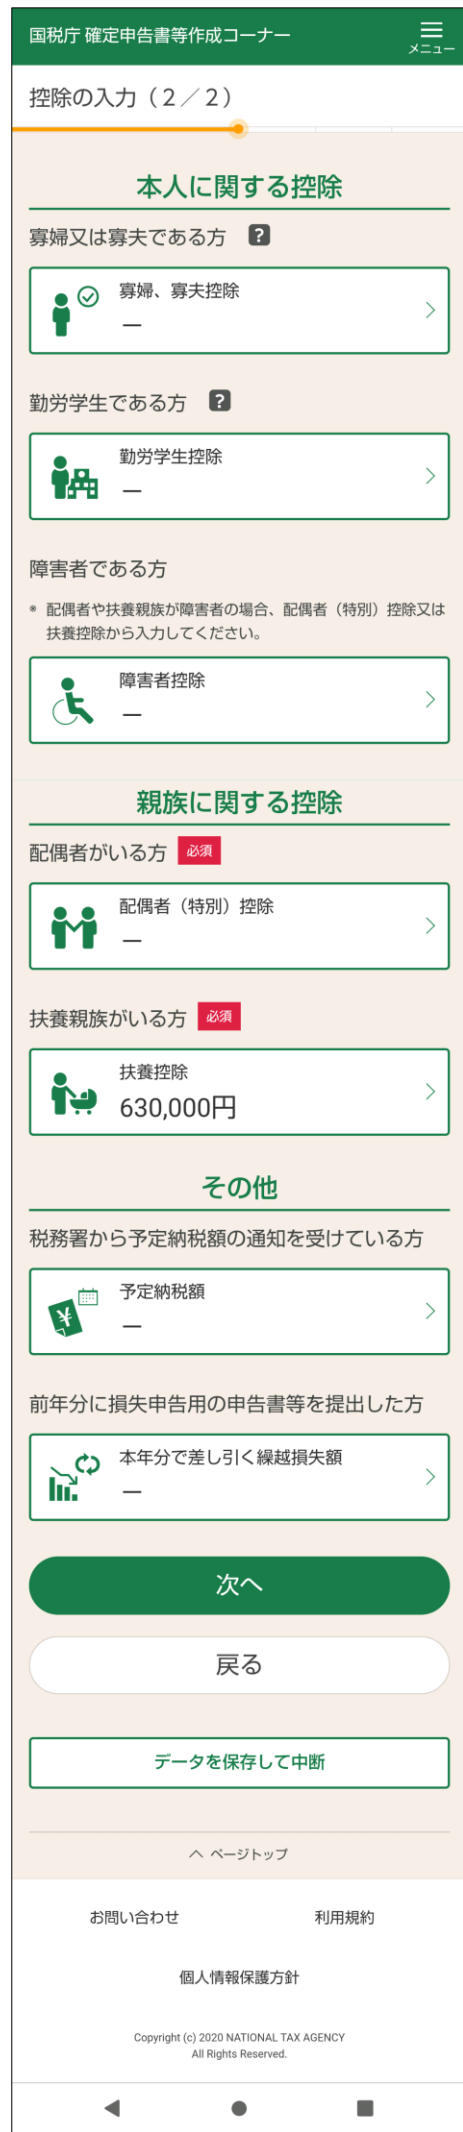 国税庁 確定申告書等作成コーナー
メニュー
控除の入力（2／2）
本人に関する控除
寡婦又は寡夫である方 ?
寡婦、寡夫控除
―
勤労学生である方 ?
勤労学生控除
―
障害者である方
* 配偶者や扶養親族が障害者の場合、配偶者（特別）控除又は
扶養控除から入力してください。
障害者控除
―
親族に関する控除
配偶者がいる方 必須
配偶者（特別）控除
―
扶養親族がいる方 必須
扶養控除
630,000円
その他
税務署から予定納税額の通知を受けている方
予定納税額
―
前年分に損失申告用の申告書等を提出した方
本年分で差し引く繰越損失額
―
次へ
戻る
データを保存して中断
ページトップ
お問い合わせ 利用規約
個人情報保護方針
Copyright (c) 2020 NATIONAL TAX AGENCY
All Rights Reserved.